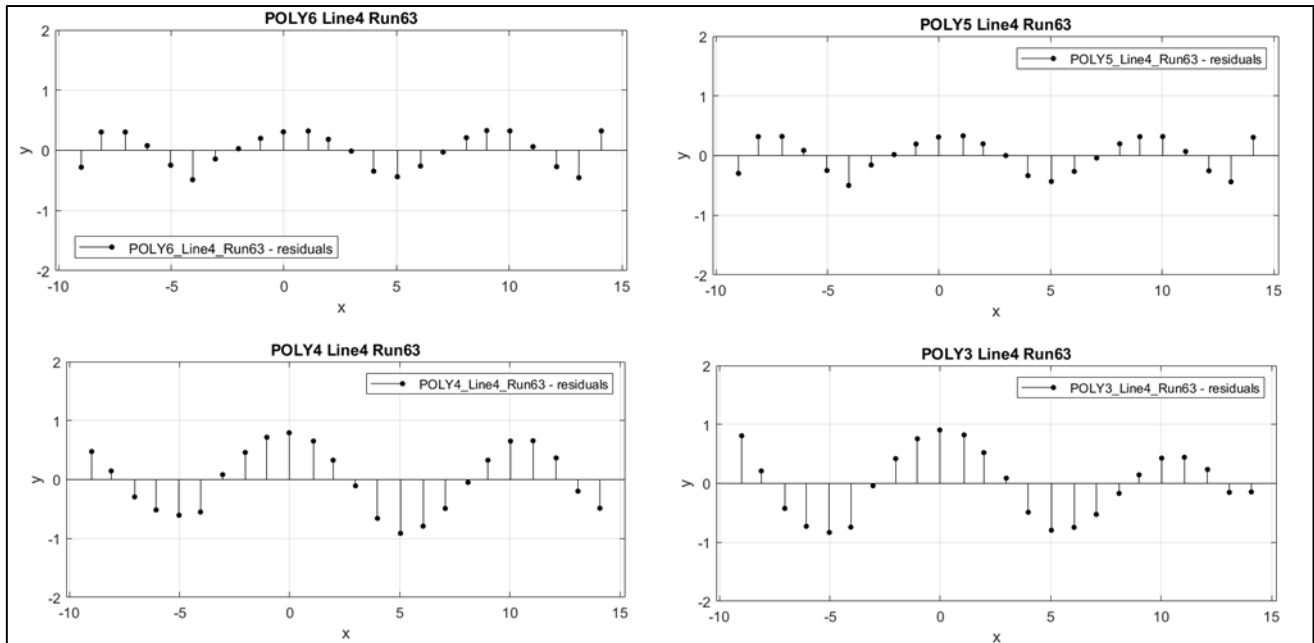 POLY6 Line4 Run63
2
1
0
-1
-2
y
POLY6_Line4_Run63 - residuals
-10 -5 0 5 10 15
x
POLY5 Line4 Run63
2
1
0
-1
-2
y
POLY5_Line4_Run63 - residuals
-10 -5 0 5 10 15
x
POLY4 Line4 Run63
2
1
0
-1
-2
y
POLY4_Line4_Run63 - residuals
-10 -5 0 5 10 15
x
POLY3 Line4 Run63
2
1
0
-1
-2
y
POLY3_Line4_Run63 - residuals
-10 -5 0 5 10 15
x